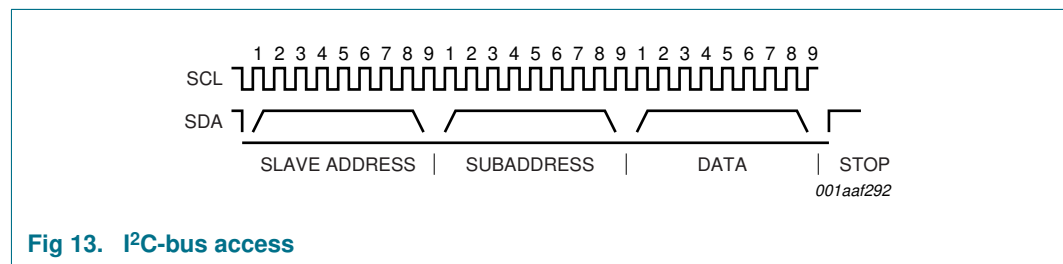 1 2 3 4 5 6 7 8 9 1 2 3 4 5 6 7 8 9 1 2 3 4 5 6 7 8 9
SCL
SDA
SLAVE ADDRESS | SUBADDRESS | DATA | STOP
001aaf292
Fig 13. I²C-bus access